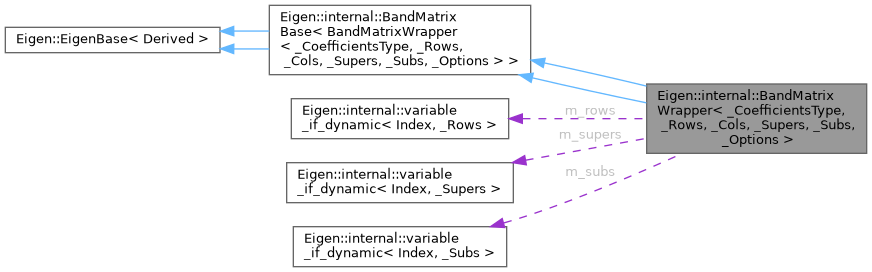 Eigen::EigenBase< Derived >
Eigen::internal::BandMatrix
Base< BandMatrixWrapper
< _CoefficientsType, _Rows,
_Cols, _Supers, _Subs, _Options > >
Eigen::internal::variable
_if_dynamic< Index, _Rows >
Eigen::internal::variable
_if_dynamic< Index, _Supers >
Eigen::internal::variable
_if_dynamic< Index, _Subs >
m_rows
m_supers
m_subs
Eigen::internal::BandMatrix
Wrapper< _CoefficientsType,
_Rows, _Cols, _Supers, _Subs,
_Options >